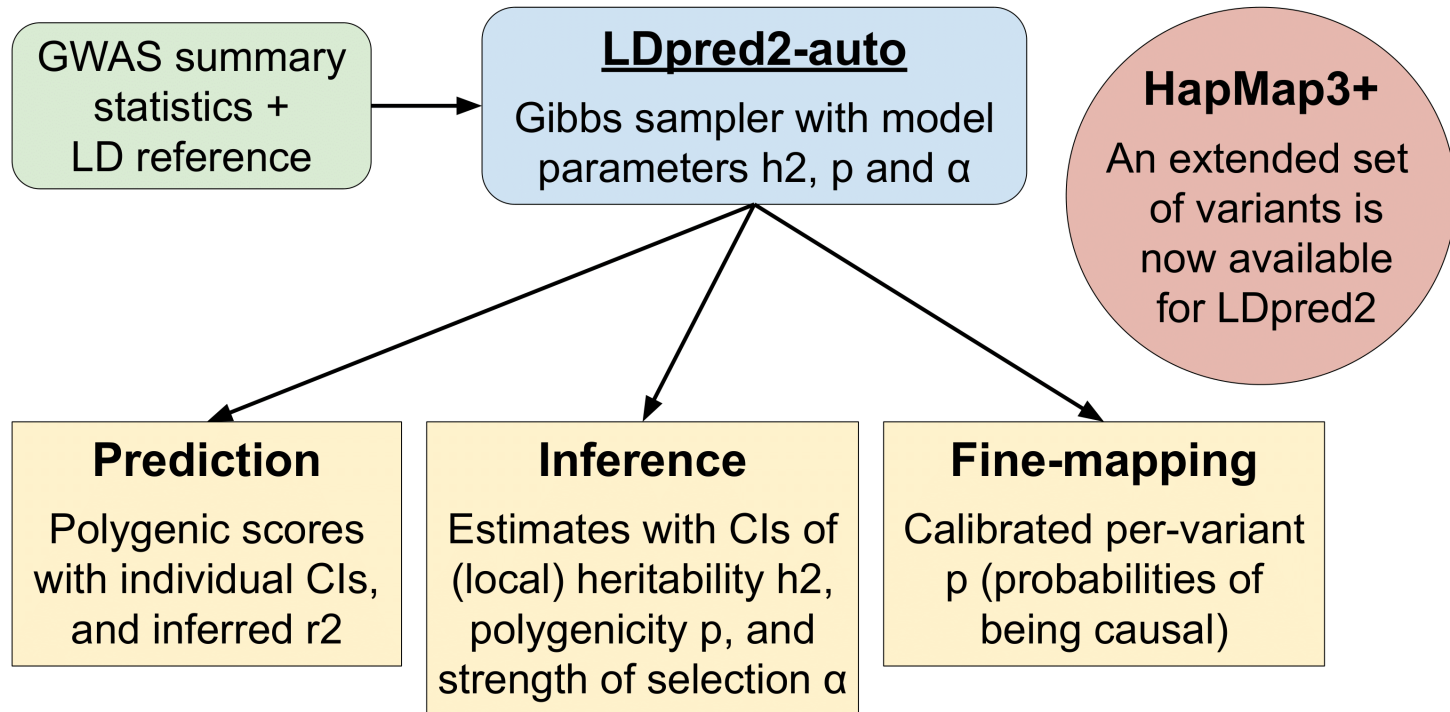 GWAS summary
statistics +
LD reference
LDpred2-auto
Gibbs sampler with model
parameters h2, p and α
HapMap3+
An extended set
of variants is
now available
for LDpred2
Prediction
Polygenic scores
with individual CIs,
and inferred r2
Inference
Estimates with CIs of
(local) heritability h2,
polygenicity p, and
strength of selection α
Fine-mapping
Calibrated per-variant
p (probabilities of
being causal)